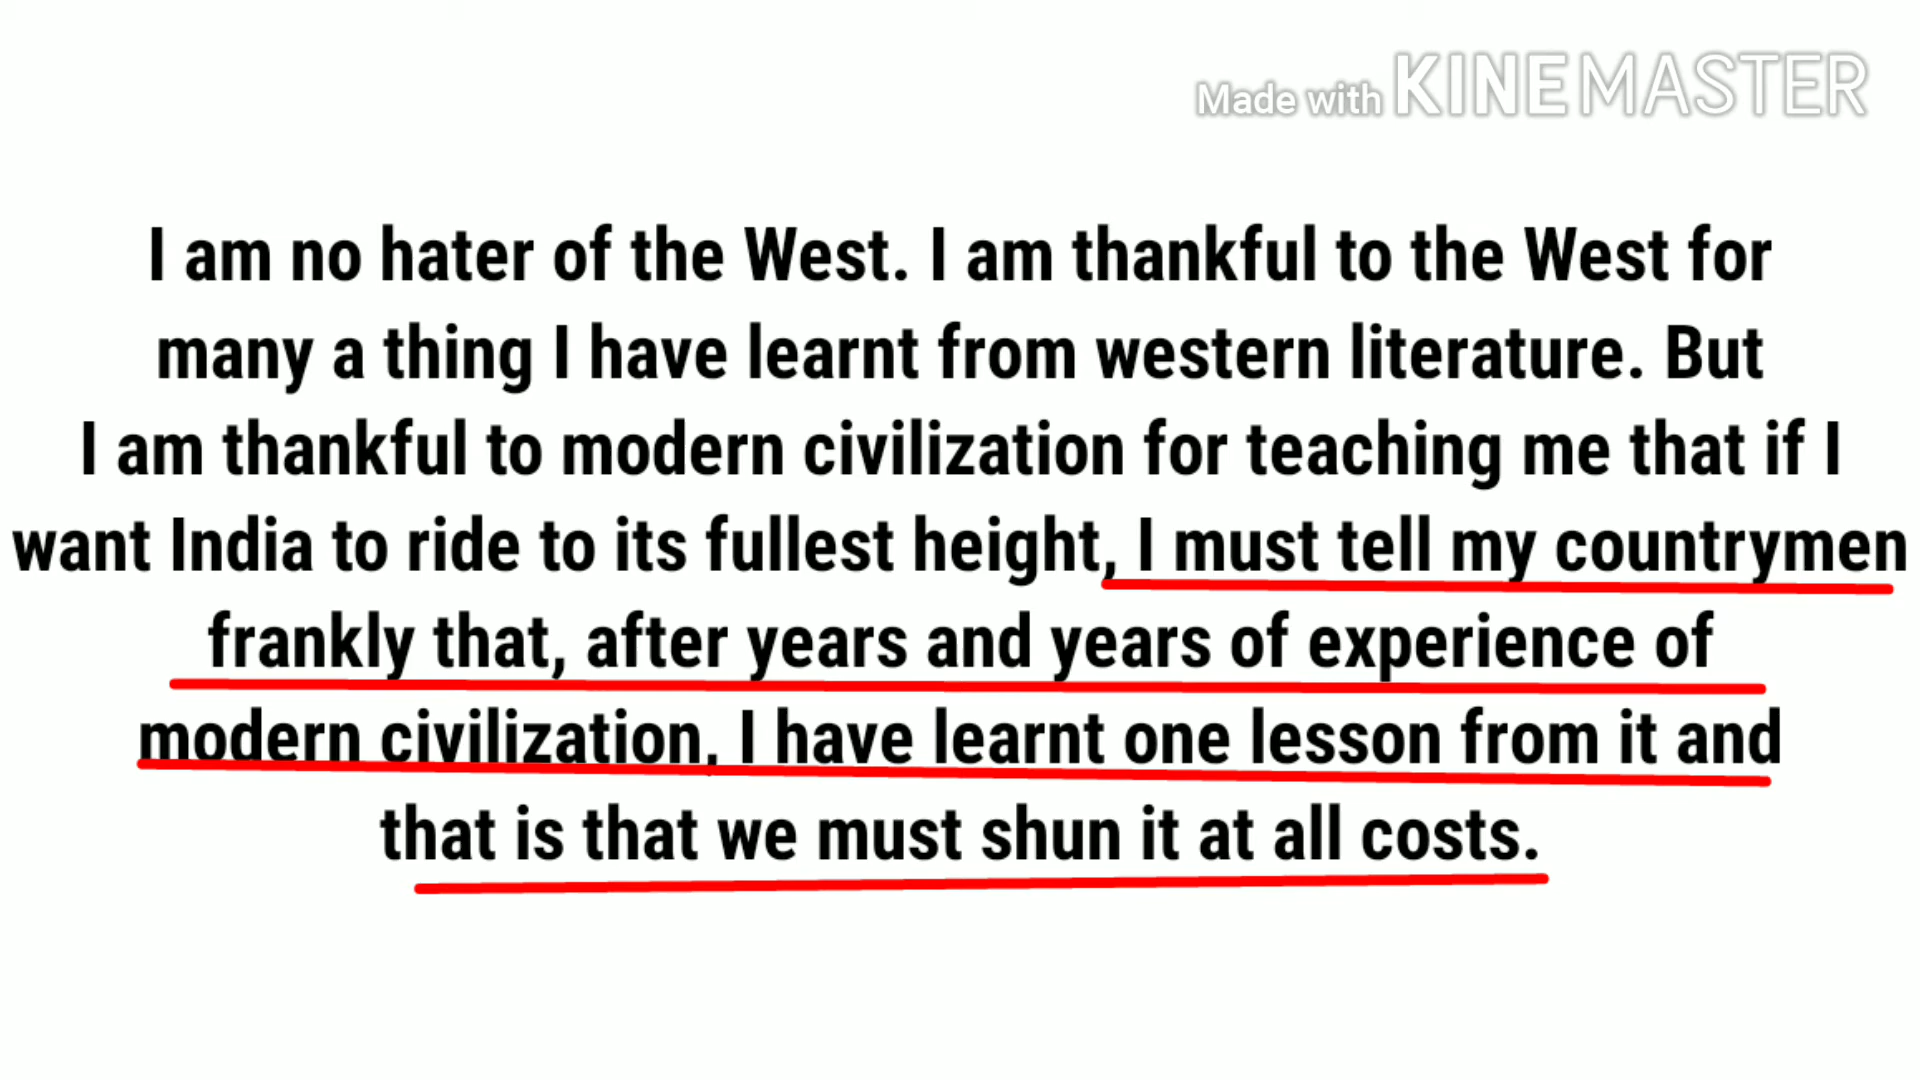 Made with KINEMASTER
I am no hater of the West. I am thankful to the West for
many a thing I have learnt from western literature. But
I am thankful to modern civilization for teaching me that if I
want India to ride to its fullest height, I must tell my countrymen
frankly that, after years and years of experience of
modern civilization, I have learnt one lesson from it and
that is that we must shun it at all costs.